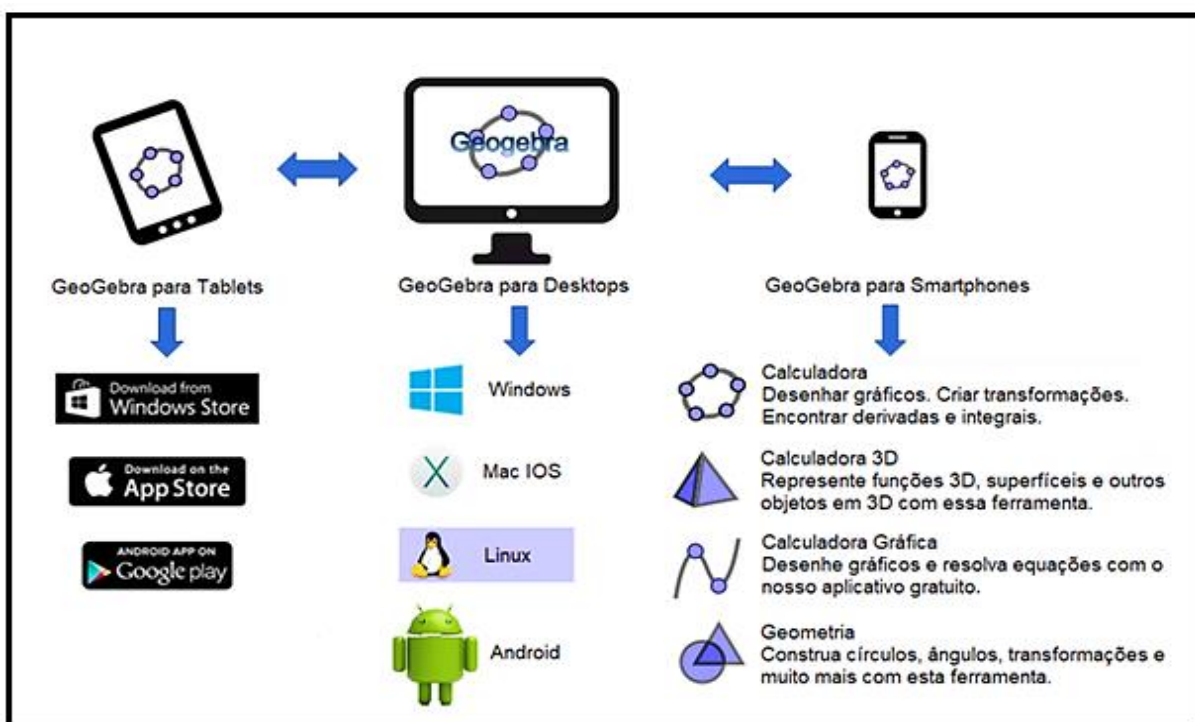 Geogebra
GeoGebra para Tablets
GeoGebra para Desktops
GeoGebra para Smartphones
Download from
Windows Store
Download on the
App Store
ANDROID APP ON
Google play
Windows
Mac IOS
Linux
Android
Calculadora
Desenhar gráficos. Criar transformações.
Encontrar derivadas e integrais.
Calculadora 3D
Represente funções 3D, superfíceis e outros
objetos em 3D com essa ferramenta.
Calculadora Gráfica
Desenhe gráficos e resolva equações com o
nosso aplicativo gratuito.
Geometria
Construa círculos, ângulos, transformações e
muito mais com esta ferramenta.